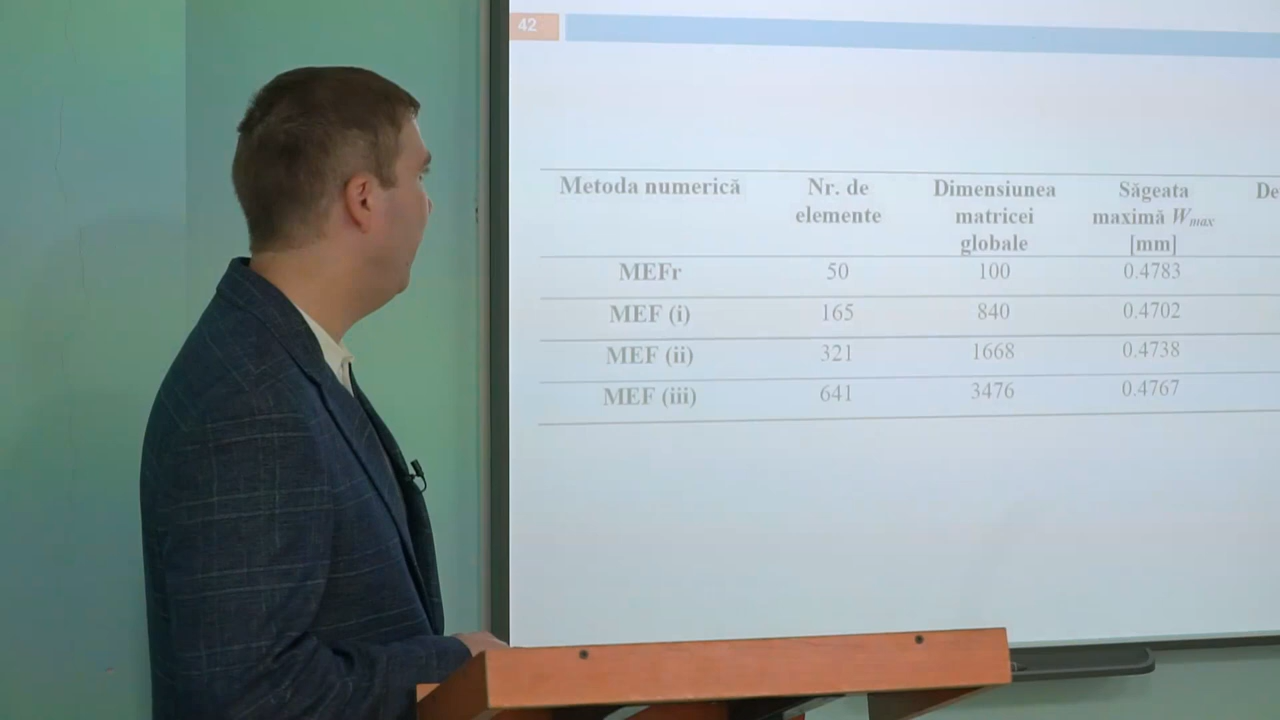 42
Metoda numerică Nr. de elemente Dimensiunea matricei globale Săgeata maximă Wmax [mm] De
MEFr 50 100 0.4783
MEF (i) 165 840 0.4702
MEF (ii) 321 1668 0.4738
MEF (iii) 641 3476 0.4767